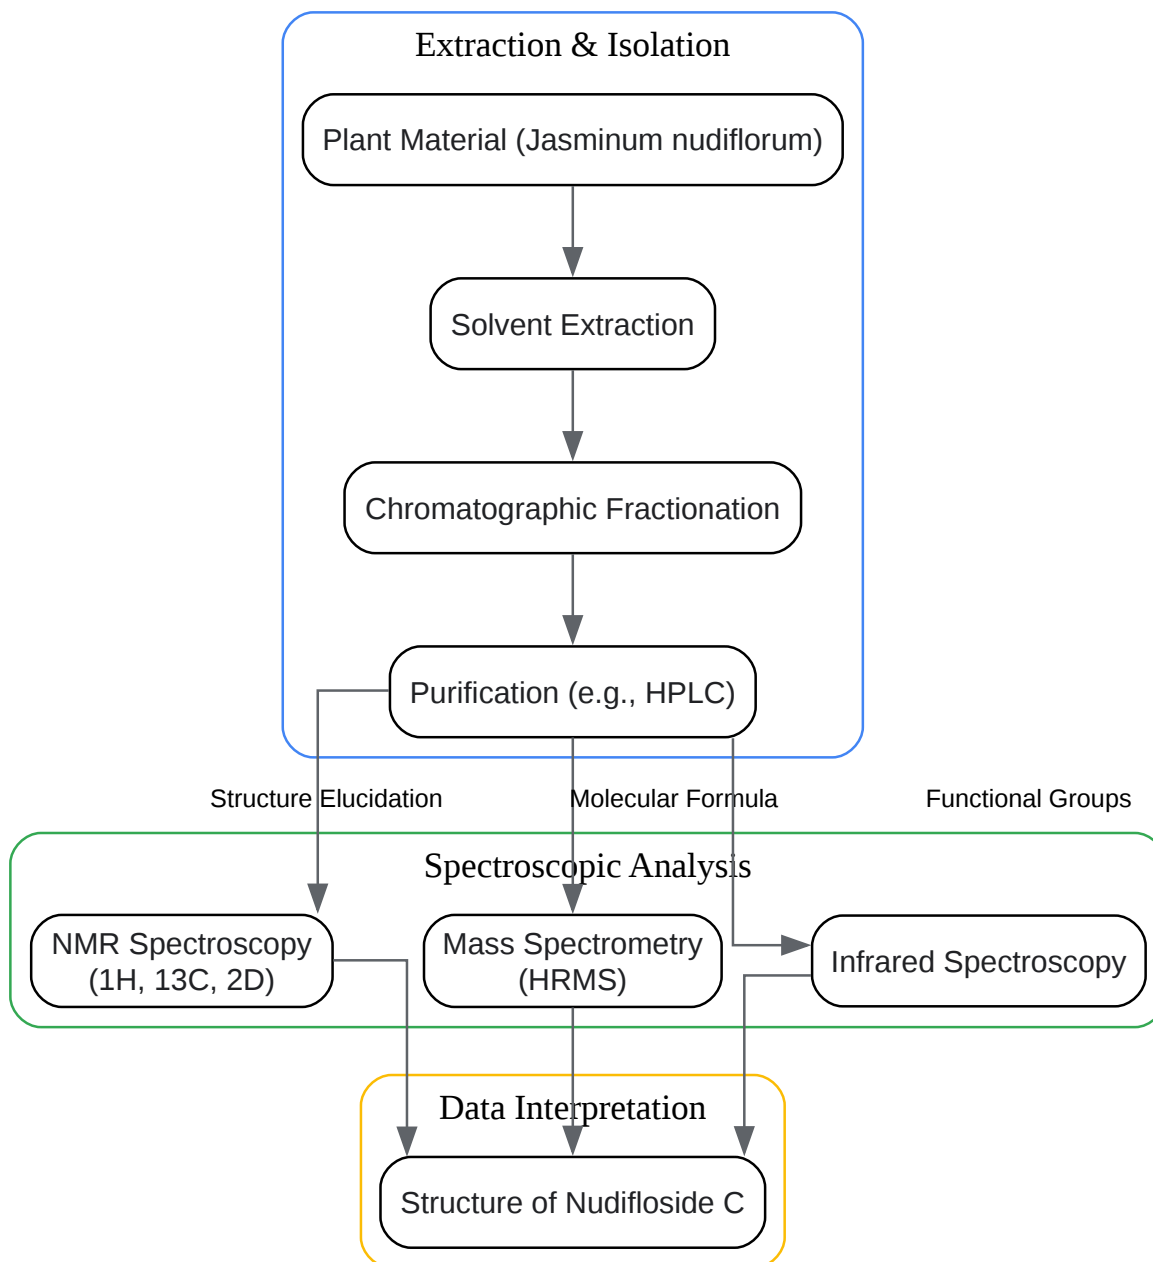 Extraction & Isolation
Plant Material (Jasminum nudiflorum)
Solvent Extraction
Chromatographic Fractionation
Purification (e.g., HPLC)
Structure Elucidation
Molecular Formula
Functional Groups
Spectroscopic Analysis
NMR Spectroscopy
(1H, 13C, 2D)
Mass Spectrometry
(HRMS)
Infrared Spectroscopy
Data Interpretation
Structure of Nudifloside C